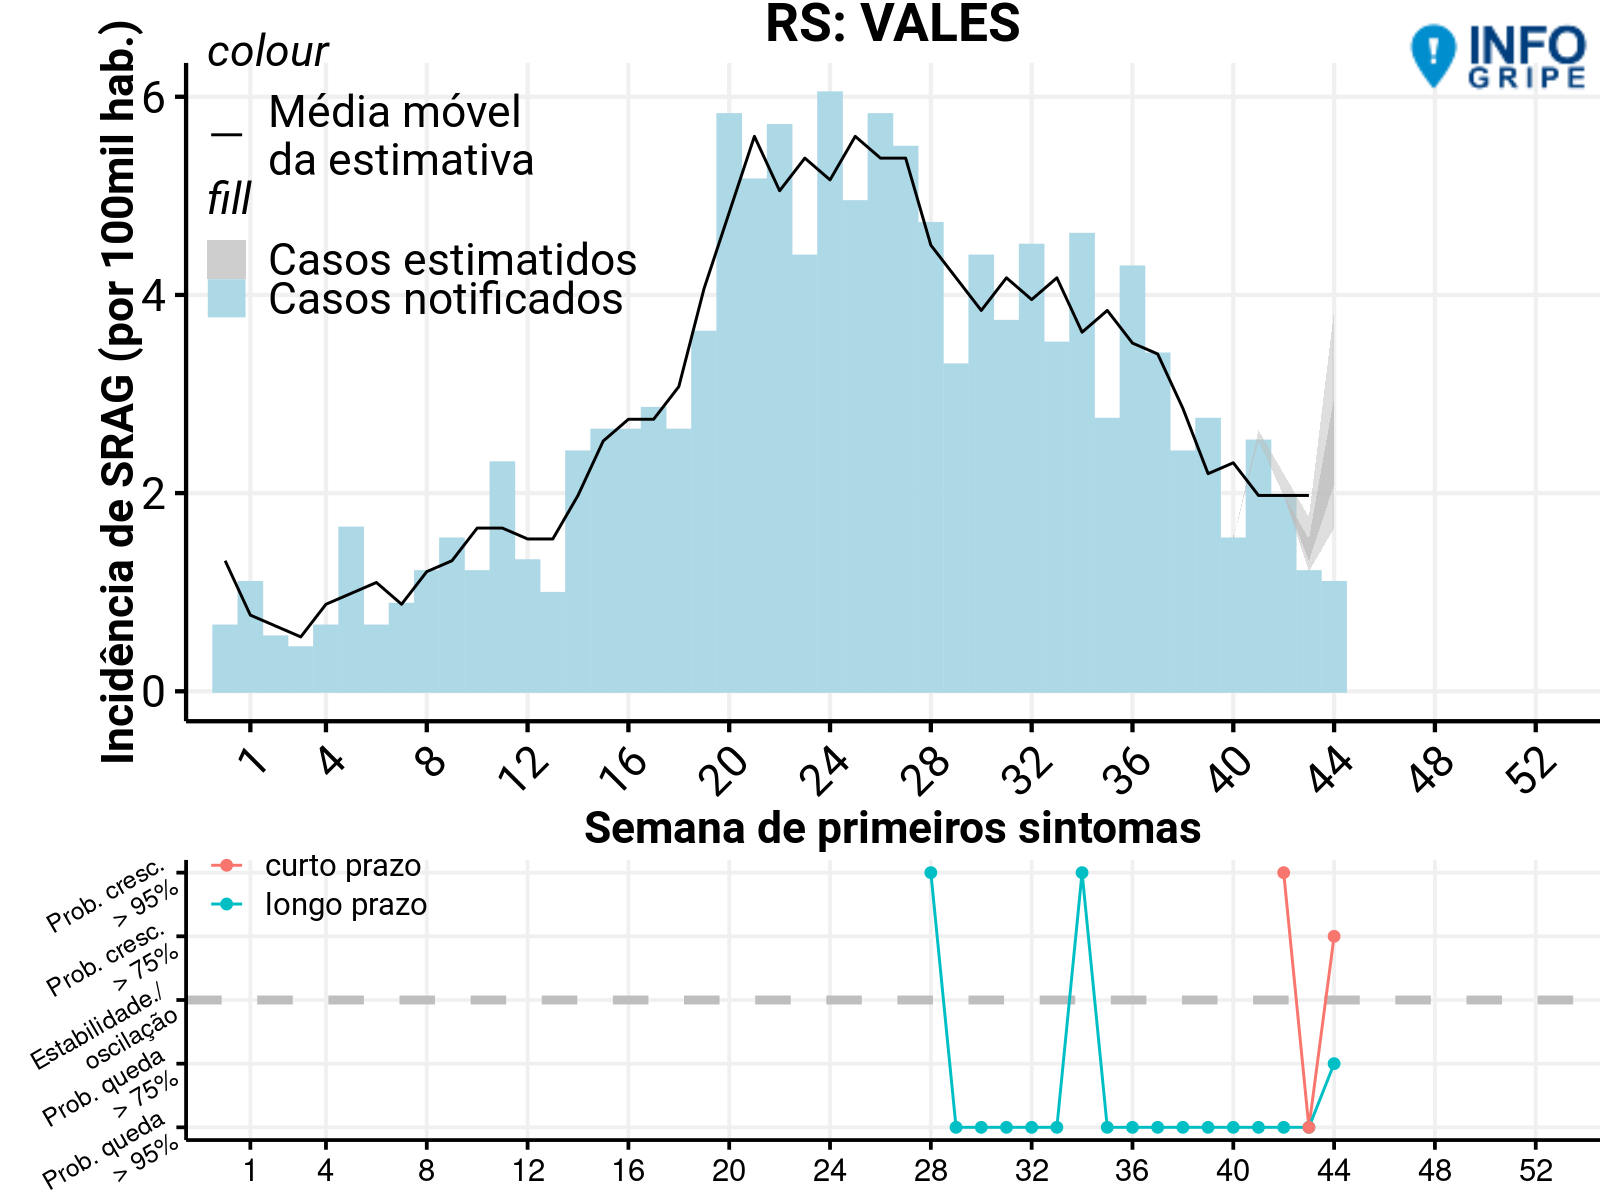 RS: VALES
INFO
GRIPE
colour
Média móvel
da estimativa
fill
Casos estimatidos
Casos notificados
Incidência de SRAG (por 100mil hab.)
6
4
2
0
1 4 8 12 16 20 24 28 32 36 40 44 48 52
Semana de primeiros sintomas
curto prazo
longo prazo
Prob. cresc.
> 95%
Prob. cresc.
> 75%
Estabilidade./
oscilação
Prob. queda
> 75%
Prob. queda
> 95%
1 4 8 12 16 20 24 28 32 36 40 44 48 52